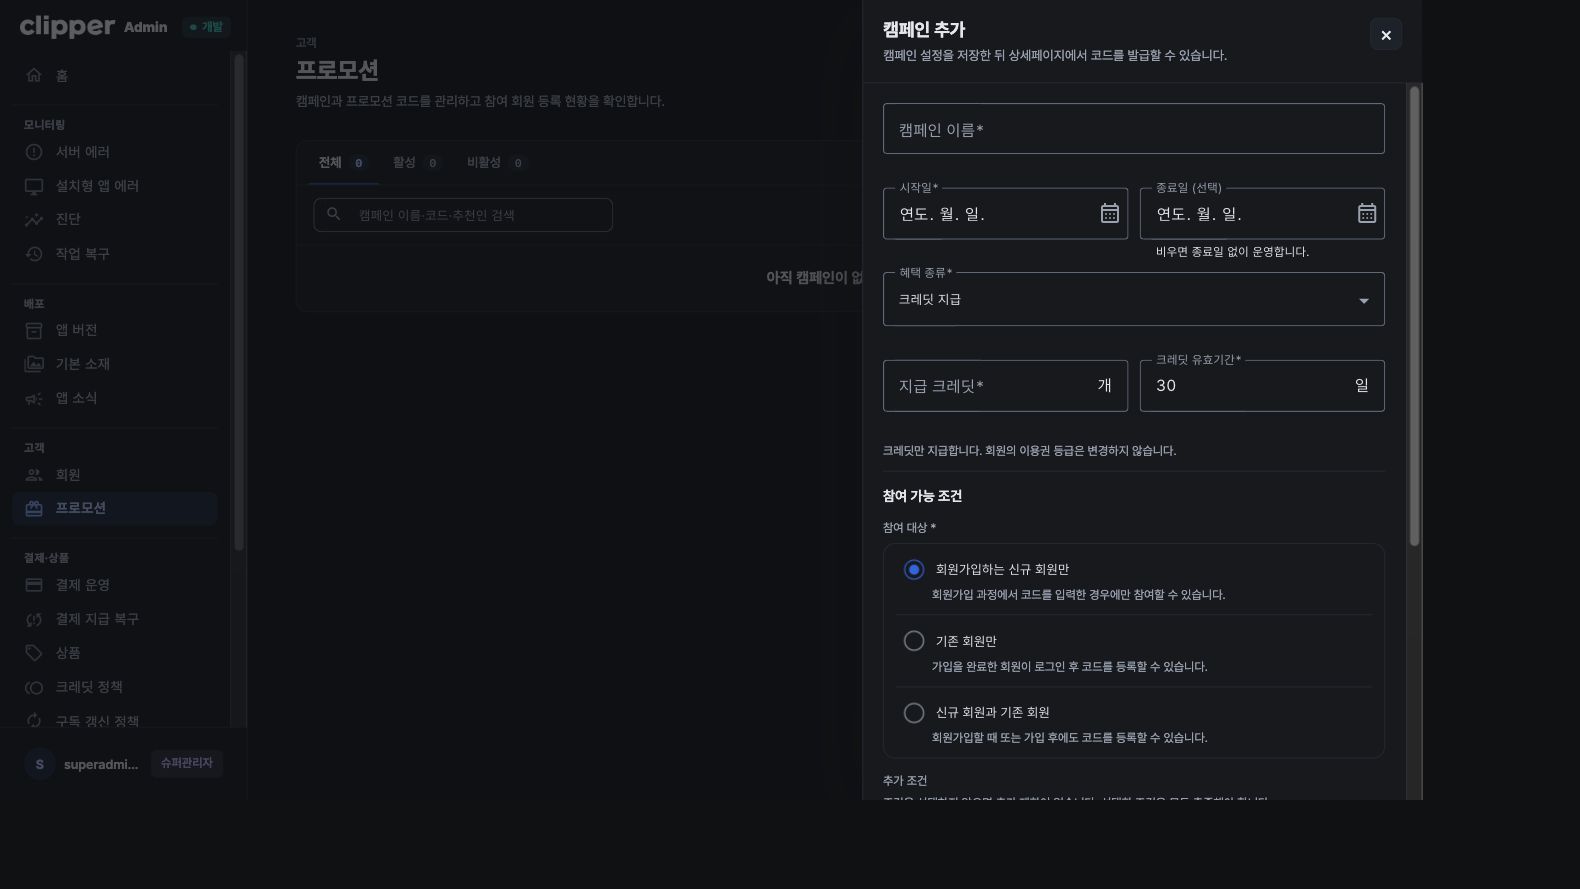 clipper Admin 개발
홈
모니터링
서버 에러
설치형 앱 에러
진단
작업 복구
배포
앱 버전
기본 소재
앱 소식
고객
회원
프로모션
결제·상품
결제 운영
결제 지급 복구
상품
크레딧 정책
구독 갱신 정책
S superadmi... 슈퍼관리자
고객
프로모션
캠페인과 프로모션 코드를 관리하고 참여 회원 등록 현황을 확인합니다.
전체 0 활성 0 비활성 0
캠페인 이름·코드·추천인 검색
아직 캠페인이 없
캠페인 추가
캠페인 설정을 저장한 뒤 상세페이지에서 코드를 발급할 수 있습니다.
캠페인 이름*
시작일* 종료일 (선택)
연도. 월. 일. 연도. 월. 일.
비우면 종료일 없이 운영합니다.
혜택 종류*
크레딧 지급
크레딧 유효기간*
지급 크레딧* 개 30 일
크레딧만 지급합니다. 회원의 이용권 등급은 변경하지 않습니다.
참여 가능 조건
참여 대상 *
회원가입하는 신규 회원만
회원가입 과정에서 코드를 입력한 경우에만 참여할 수 있습니다.
기존 회원만
가입을 완료한 회원이 로그인 후 코드를 등록할 수 있습니다.
신규 회원과 기존 회원
회원가입할 때 또는 가입 후에도 코드를 등록할 수 있습니다.
추가 조건